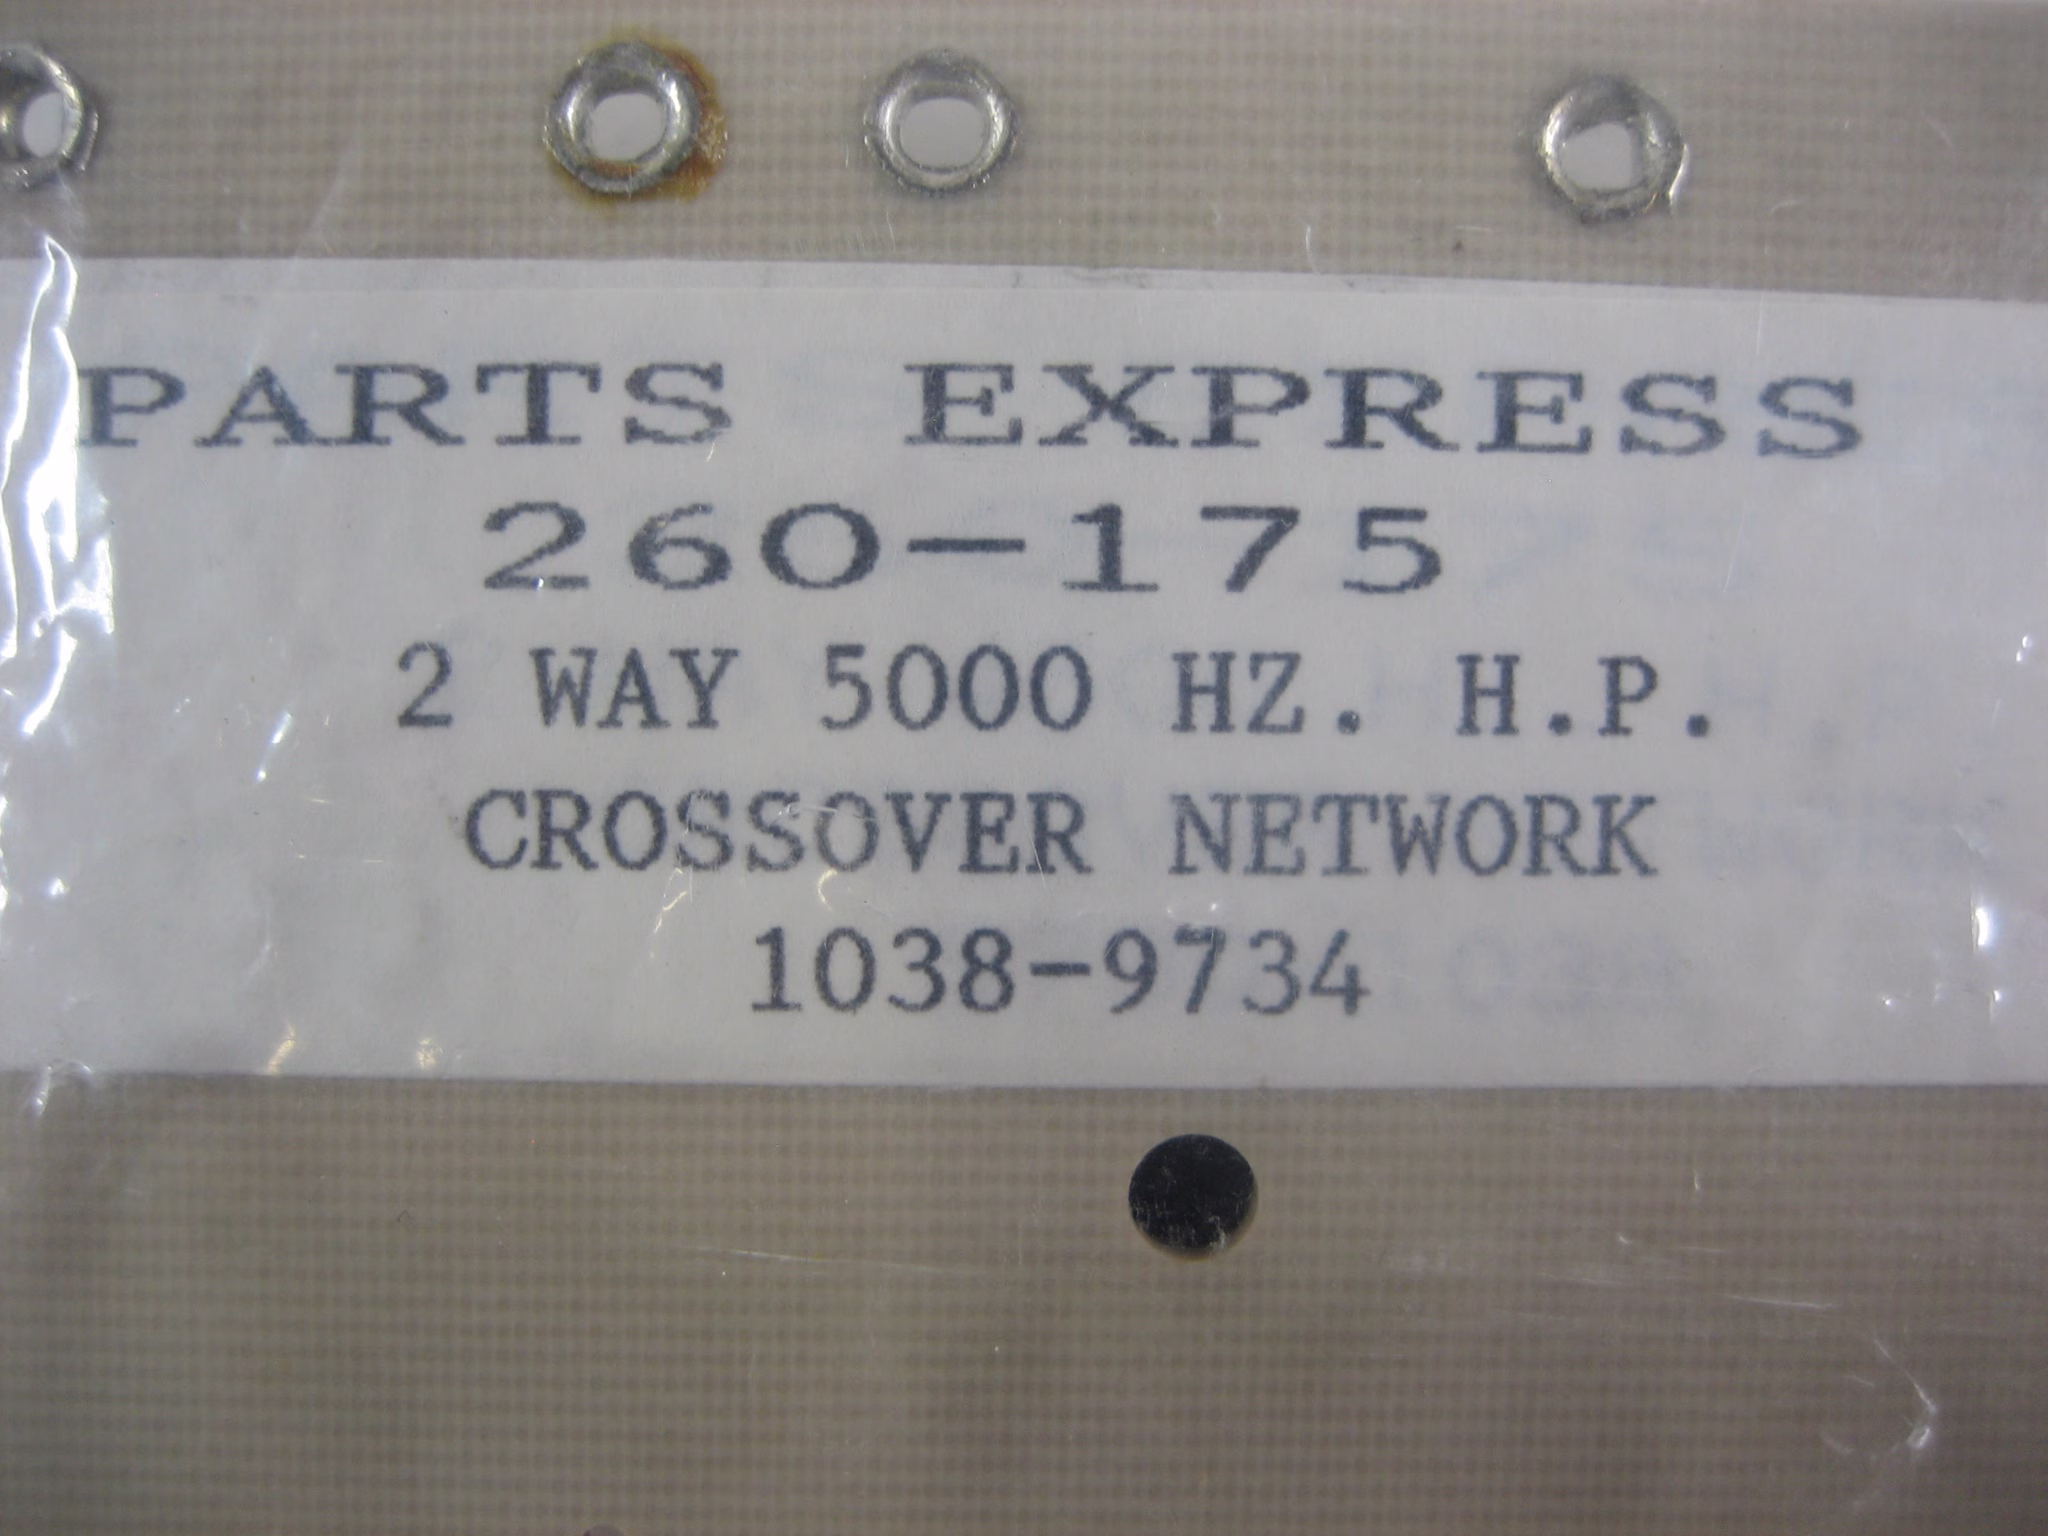 PARTS EXPRESS
260-175
2 WAY 5000 HZ. H.P.
CROSSOVER NETWORK
1038-9734